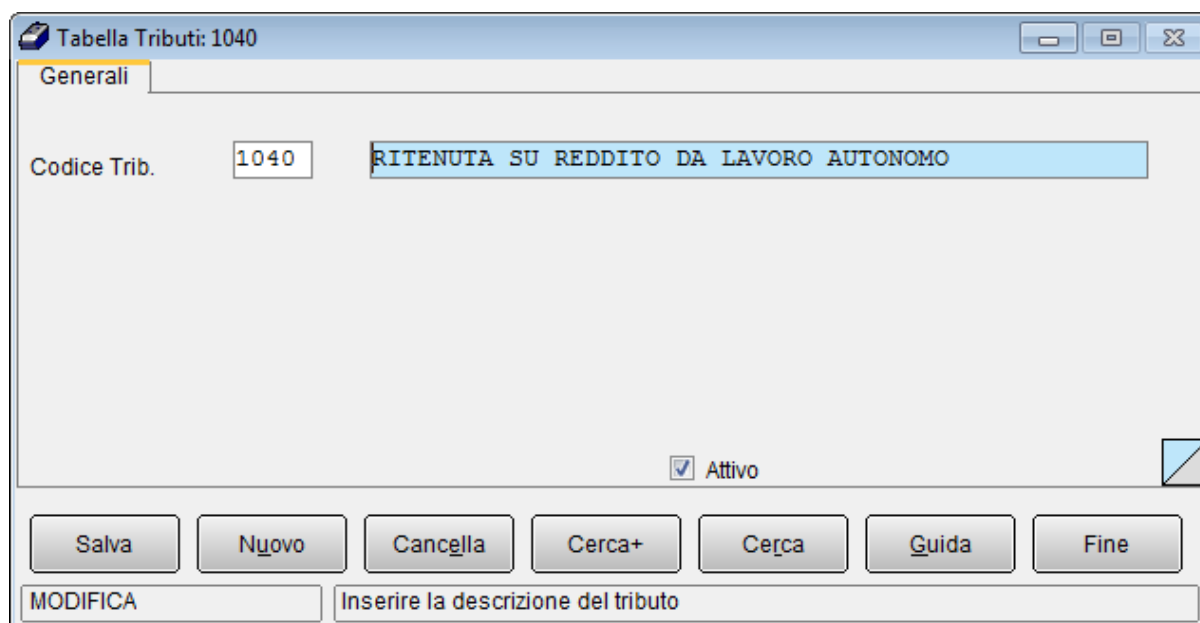 Tabella Tributi: 1040
Generali
Codice Trib. 1040 RITENUTA SU REDDITO DA LAVORO AUTONOMO
Attivo
Salva Nuovo Cancella Cerca+ Cerca Guida Fine
MODIFICA Inserire la descrizione del tributo